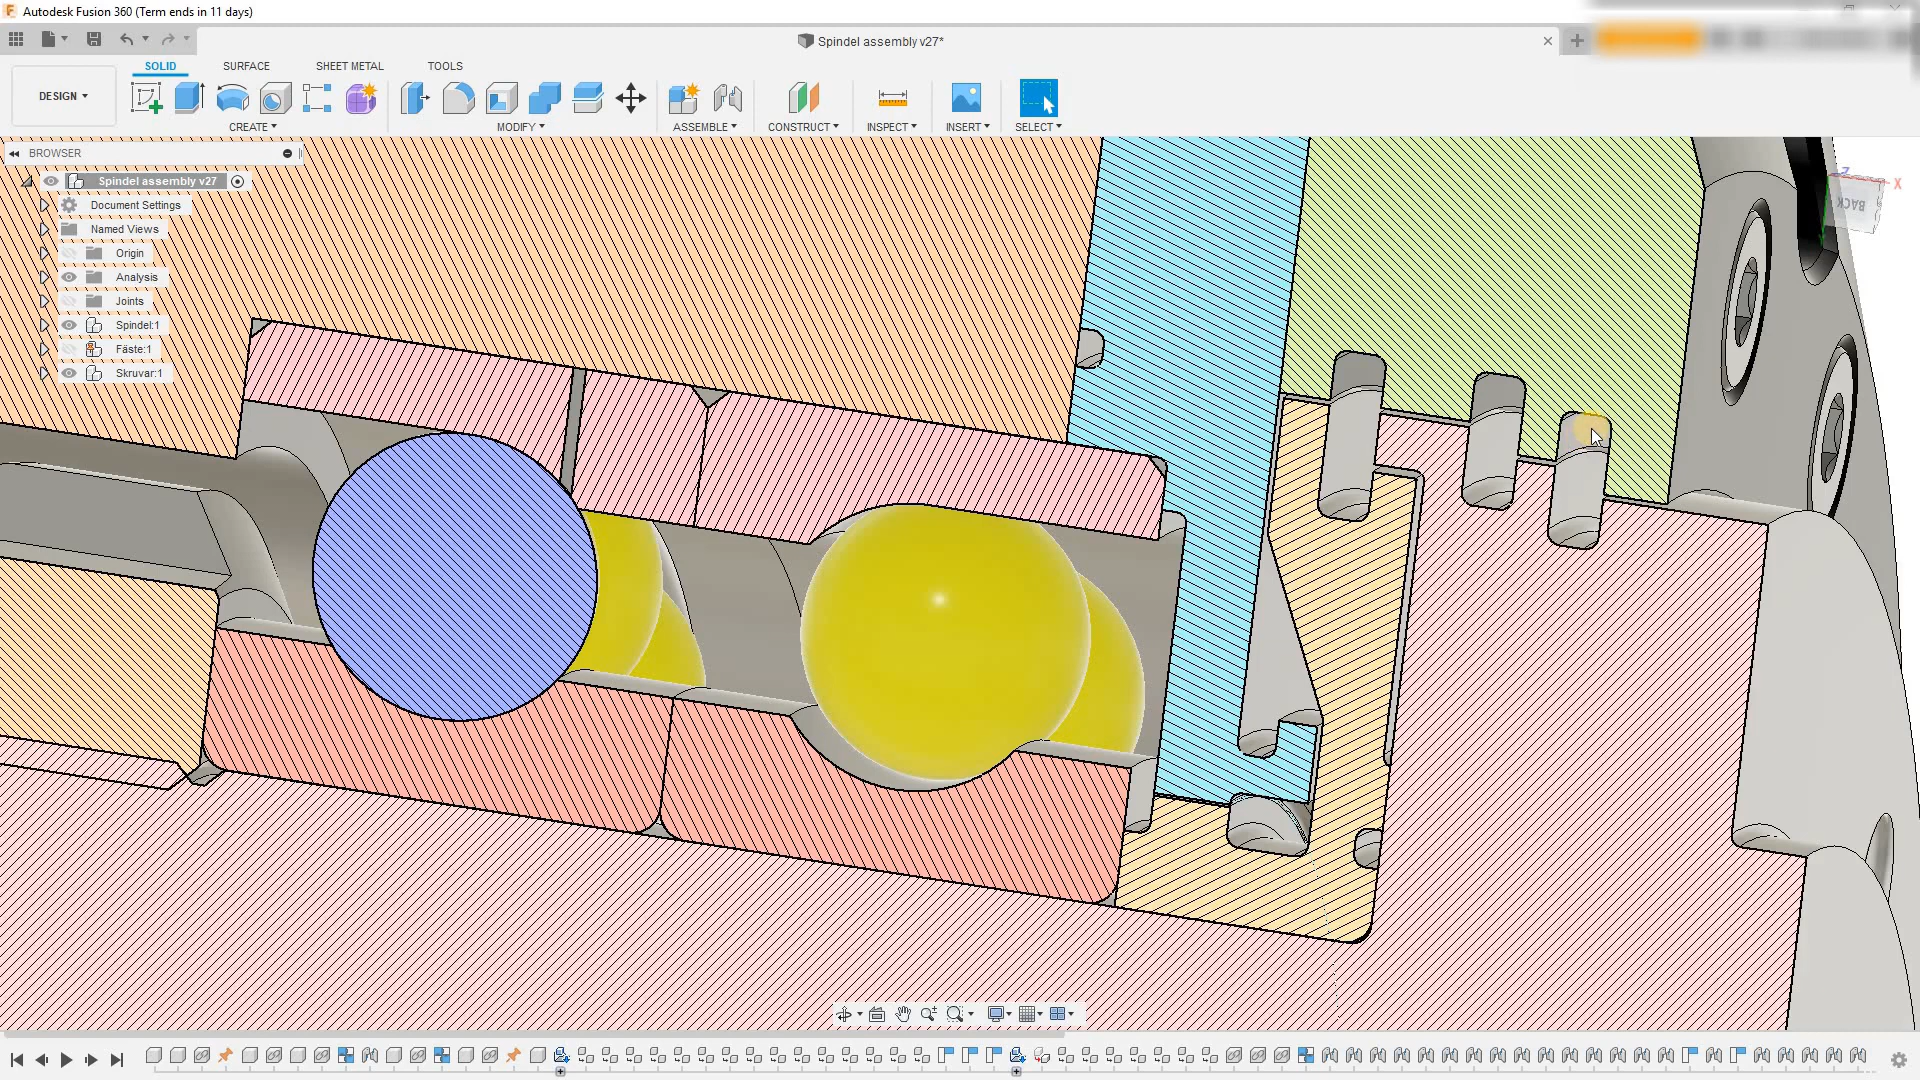 Autodesk Fusion 360 (Term ends in 11 days)
Spindel assembly v27*
SOLID SURFACE SHEET METAL TOOLS
DESIGN
CREATE MODIFY ASSEMBLE CONSTRUCT INSPECT INSERT SELECT
BROWSER
Spindel assembly v27
Document Settings
Named Views
Origin
Analysis
Joints
Spindel:1
Fäste:1
Skruvar:1
Z
X
BACK